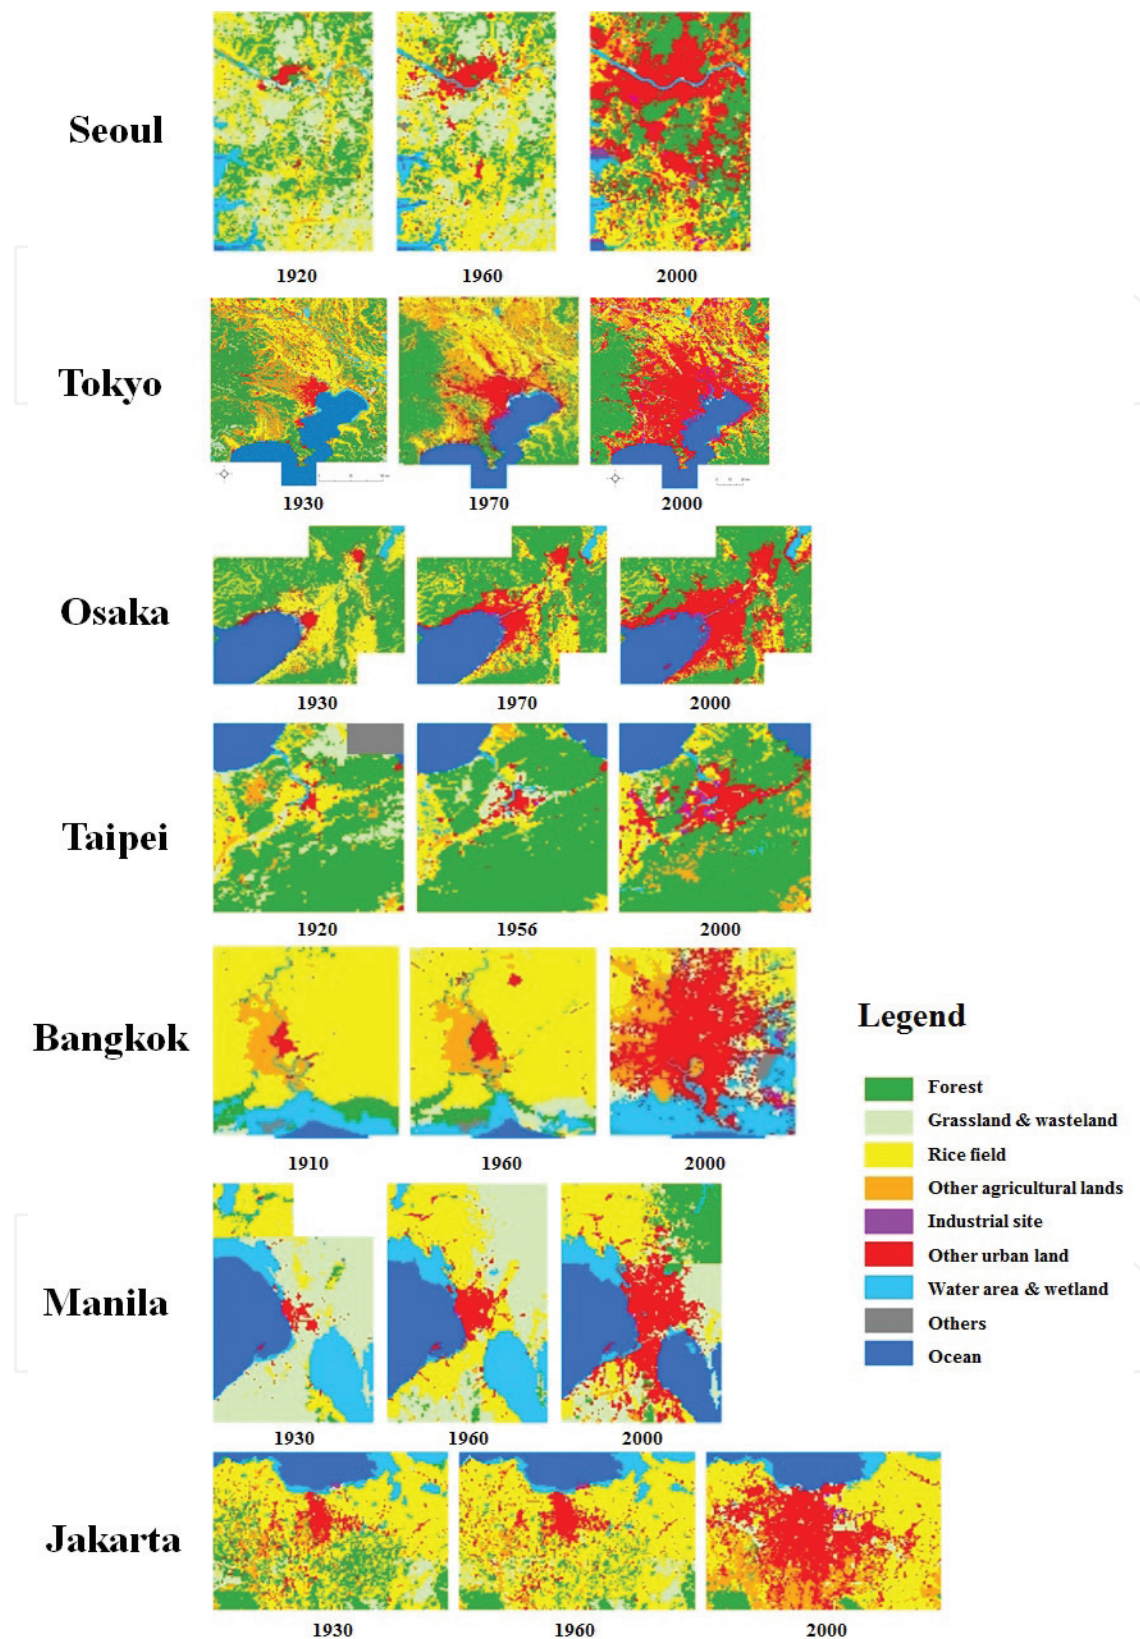 Seoul
1920
1960
2000
Tokyo
1930
1970
2000
Osaka
1930
1970
2000
Taipei
1920
1956
2000
Bangkok
1910
1960
2000
Legend
Forest
Grassland & wasteland
Rice field
Other agricultural lands
Industrial site
Other urban land
Water area & wetland
Others
Ocean
Manila
1930
1960
2000
Jakarta
1930
1960
2000